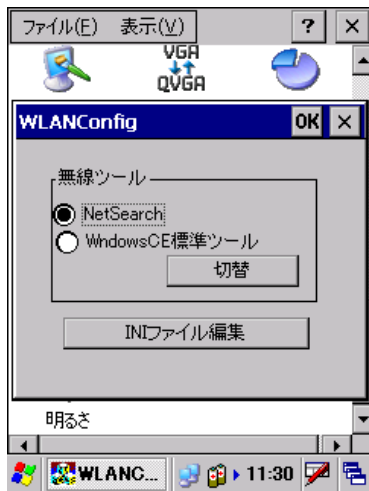 ファイル(F) 表示(V) ? ×
VGA
QVGA
WLANConfig OK ×
無線ツール
NetSearch
WhdowsCE標準ツール
切替
INIファイル編集
明るさ
WLANC... 11:30